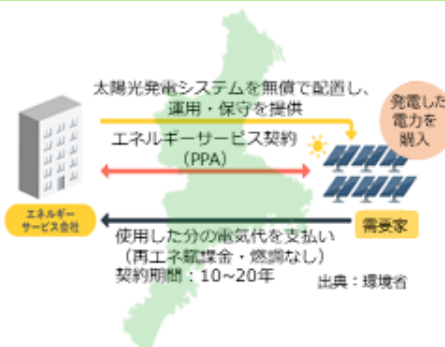 太陽光発電システムを無償で配置し、
運用・保守を提供
発電した
電力を
購入
エネルギーサービス契約
（PPA）
エネルギー
サービス会社
需要家
使用した分の電気代を支払い
（再エネ賦課金・燃調なし）
契約期間：10~20年
出典：環境省